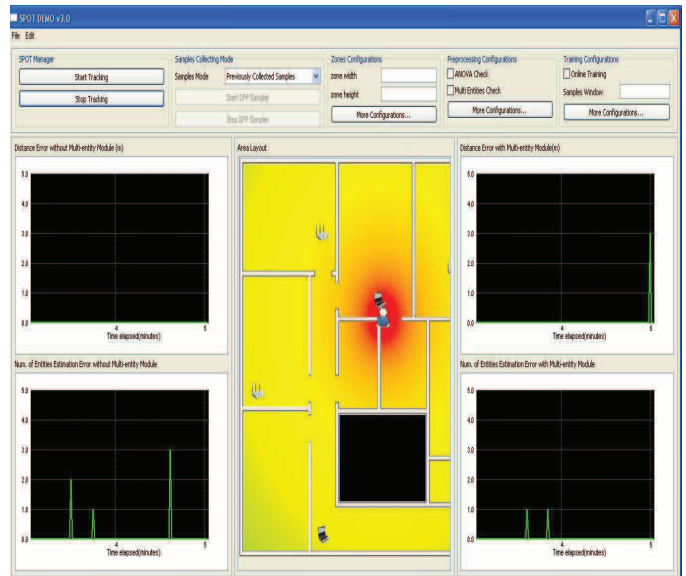 SPOT DEMO v3.0
File Edit
SPOT Manager
Start Tracking
Stop Tracking
Samples Collecting Mode
Samples Mode Previously Collected Samples
Start DFP Sampler
Stop DFP Sampler
Zones Configurations
zone width
zone height
More Configurations...
Preprocessing Configurations
ANOVA Check
Multi Entities Check
More Configurations...
Training Configurations
Online Training
Samples Window
More Configurations...
Distance Error without Multi-entity Module (m)
5.0
4.0
3.0
2.0
1.0
0.0
4 5
Time elapsed(minutes)
Num. of Entities Estimation Error without Multi-entity Module
5.0
4.0
3.0
2.0
1.0
0.0
4 5
Time elapsed(minutes)
Area Layout
Distance Error with Multi-entity Module(m)
5.0
4.0
3.0
2.0
1.0
0.0
4 5
Time elapsed(minutes)
Num. of Entities Estimation Error with Multi-entity Module
5.0
4.0
3.0
2.0
1.0
0.0
4 5
Time elapsed(minutes)